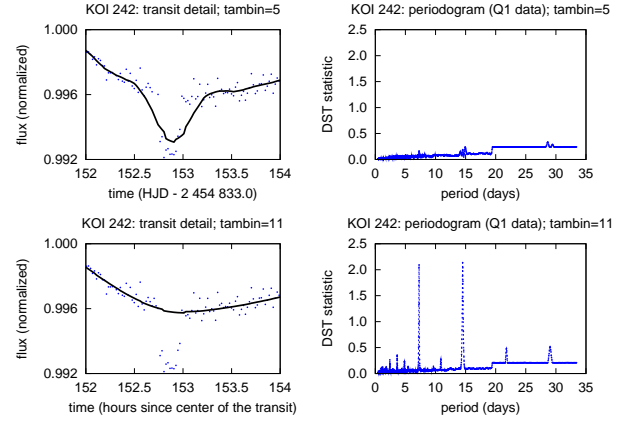 KOI 242: transit detail; tambin=5
flux (normalized)
1.000
0.996
0.992
152 152.5 153 153.5 154
time (HJD - 2 454 833.0)
KOI 242: periodogram (Q1 data); tambin=5
DST statistic
2.5
2.0
1.5
1.0
0.5
0.0
0 5 10 15 20 25 30 35
period (days)
KOI 242: transit detail; tambin=11
flux (normalized)
1.000
0.996
0.992
152 152.5 153 153.5 154
time (hours since center of the transit)
KOI 242: periodogram (Q1 data); tambin=11
DST statistic
2.5
2.0
1.5
1.0
0.5
0.0
0 5 10 15 20 25 30 35
period (days)